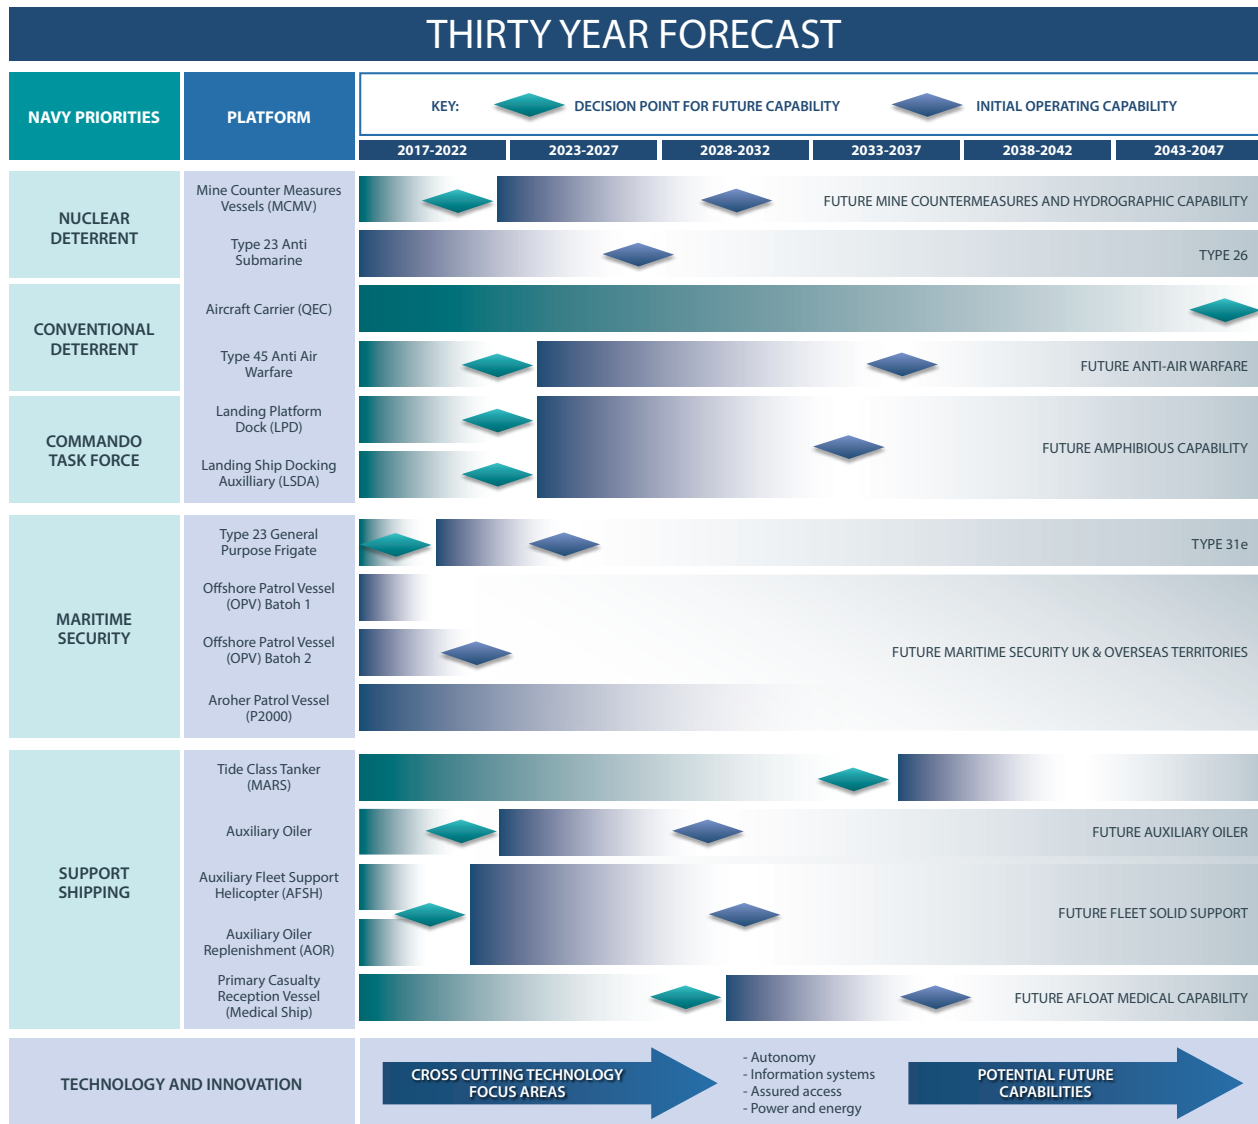 THIRTY YEAR FORECAST
NAVY PRIORITIES
PLATFORM
KEY:
DECISION POINT FOR FUTURE CAPABILITY
INITIAL OPERATING CAPABILITY
2017-2022
2023-2027
2028-2032
2033-2037
2038-2042
2043-2047
NUCLEAR
DETERRENT
Mine Counter Measures
Vessels (MCMV)
FUTURE MINE COUNTERMEASURES AND HYDROGRAPHIC CAPABILITY
Type 23 Anti
Submarine
TYPE 26
CONVENTIONAL
DETERRENT
Aircraft Carrier (QEC)
Type 45 Anti Air
Warfare
FUTURE ANTI-AIR WARFARE
COMMANDO
TASK FORCE
Landing Platform
Dock (LPD)
Landing Ship Docking
Auxilliary (LSDA)
FUTURE AMPHIBIOUS CAPABILITY
MARITIME
SECURITY
Type 23 General
Purpose Frigate
TYPE 31e
Offshore Patrol Vessel
(OPV) Batoh 1
Offshore Patrol Vessel
(OPV) Batoh 2
FUTURE MARITIME SECURITY UK & OVERSEAS TERRITORIES
Aroher Patrol Vessel
(P2000)
SUPPORT
SHIPPING
Tide Class Tanker
(MARS)
Auxiliary Oiler
FUTURE AUXILIARY OILER
Auxiliary Fleet Support
Helicopter (AFSH)
FUTURE FLEET SOLID SUPPORT
Auxiliary Oiler
Replenishment (AOR)
Primary Casualty
Reception Vessel
(Medical Ship)
FUTURE AFLOAT MEDICAL CAPABILITY
TECHNOLOGY AND INNOVATION
CROSS CUTTING TECHNOLOGY
FOCUS AREAS
- Autonomy
- Information systems
- Assured access
- Power and energy
POTENTIAL FUTURE
CAPABILITIES